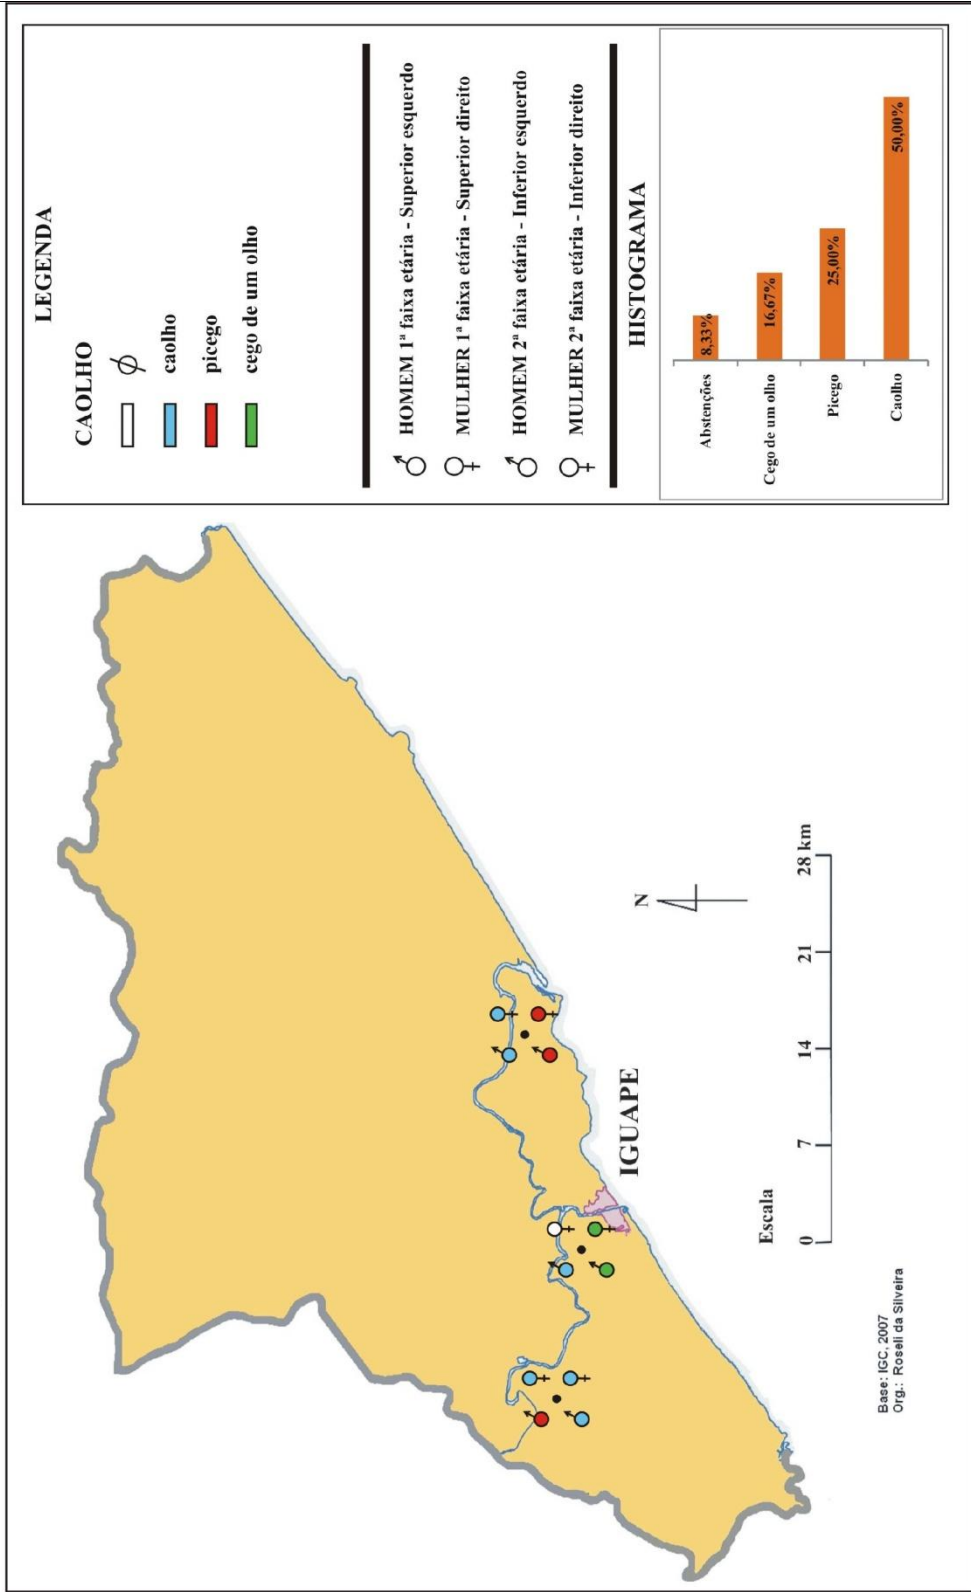 LEGENDA
CAOLHO
caolho
picego
cego de um olho
HOMEM 1ª faixa etária - Superior esquerdo
MULHER 1ª faixa etária - Superior direito
HOMEM 2ª faixa etária - Inferior esquerdo
MULHER 2ª faixa etária - Inferior direito
HISTOGRAMA
Abstenções
8,33%
Cego de um olho
16,67%
Picego
25,00%
Caolho
50,00%
IGUAPE
N
Escala
0 7 14 21 28 km
Base: IGC, 2007
Org.: Roseli da Silveira